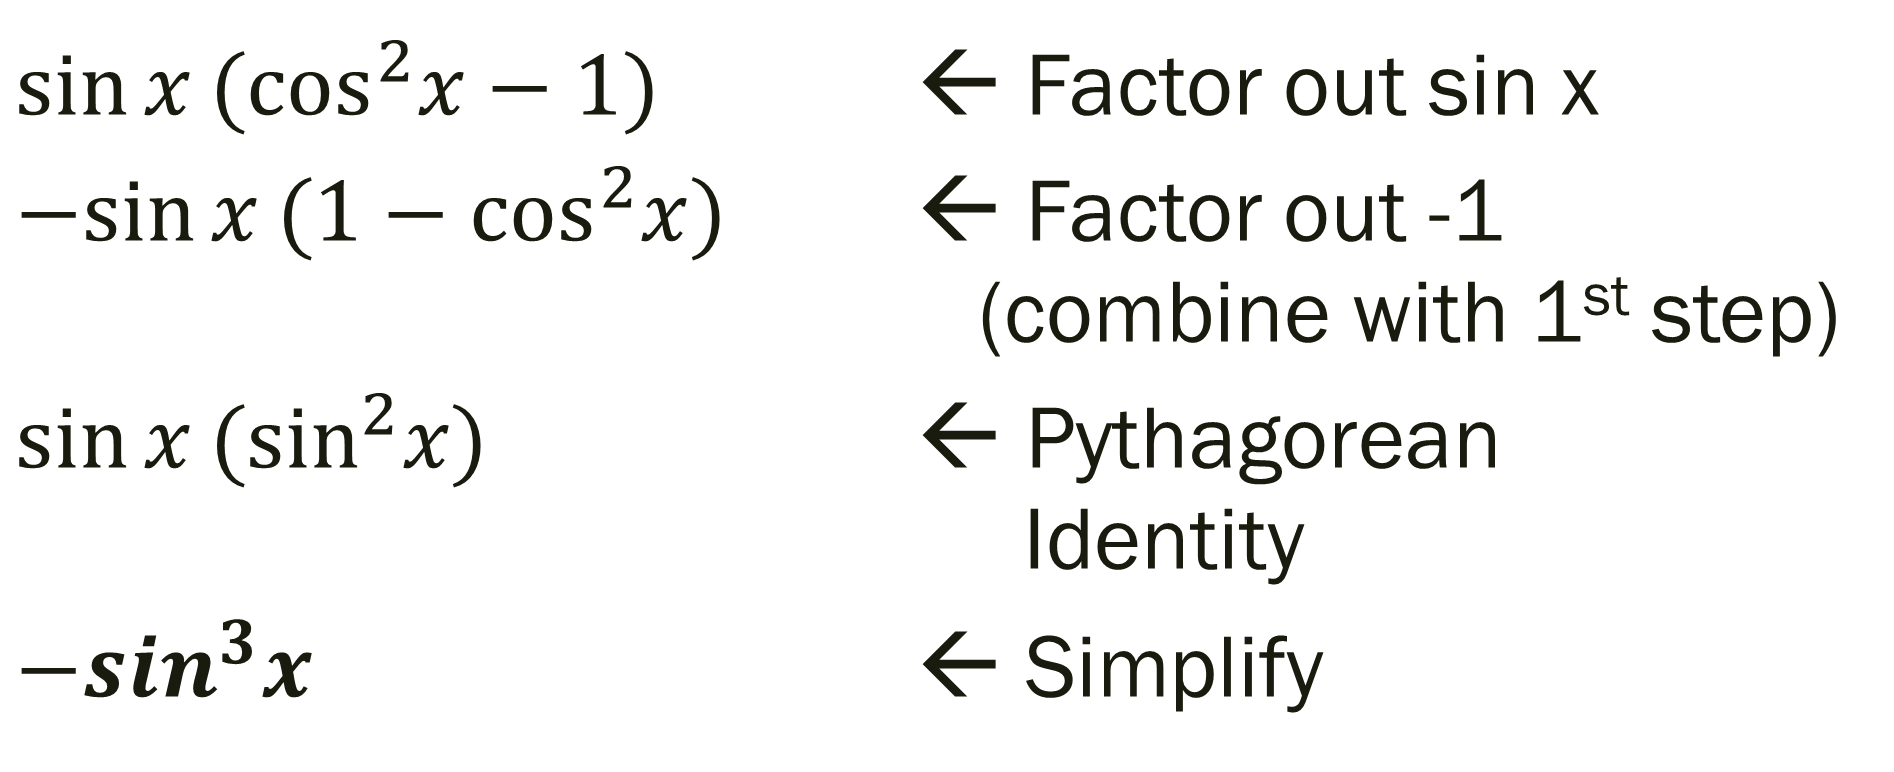 sin x (cos²x − 1) ← Factor out sin x
−sin x (1 − cos²x) ← Factor out -1
(combine with 1ˢᵗ step)
sin x (sin²x) ← Pythagorean
Identity
−sin³x ← Simplify